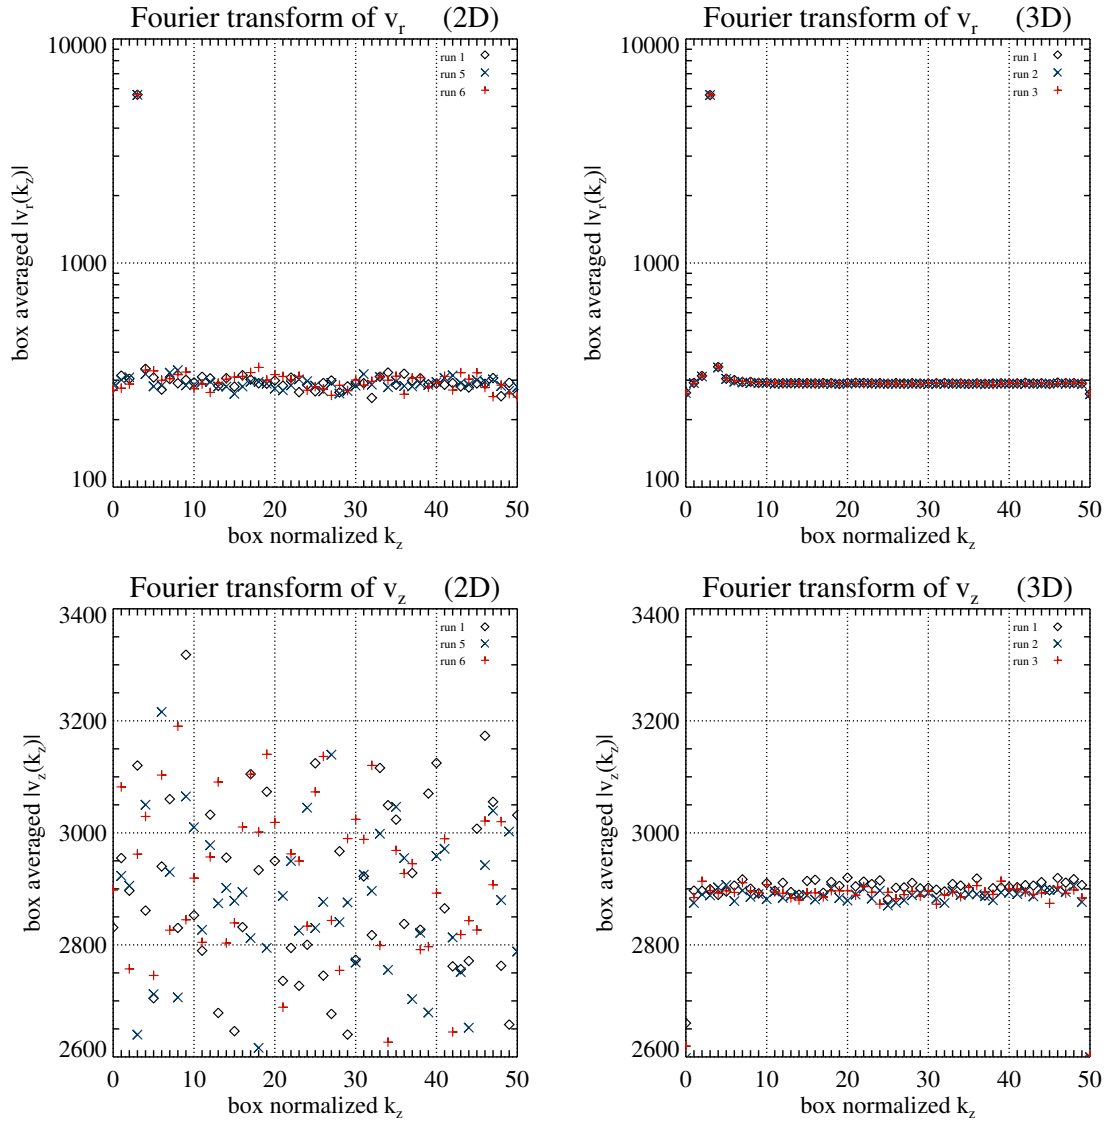 Fourier transform of v_r (2D)
10000
1000
100
box averaged |v_r(k_z)|
run 1
run 5
run 6
0 10 20 30 40 50
box normalized k_z
Fourier transform of v_r (3D)
10000
1000
100
box averaged |v_r(k_z)|
run 1
run 2
run 3
0 10 20 30 40 50
box normalized k_z
Fourier transform of v_z (2D)
3400
3200
3000
2800
2600
box averaged |v_z(k_z)|
run 1
run 5
run 6
0 10 20 30 40 50
box normalized k_z
Fourier transform of v_z (3D)
3400
3200
3000
2800
2600
box averaged |v_z(k_z)|
run 1
run 2
run 3
0 10 20 30 40 50
box normalized k_z